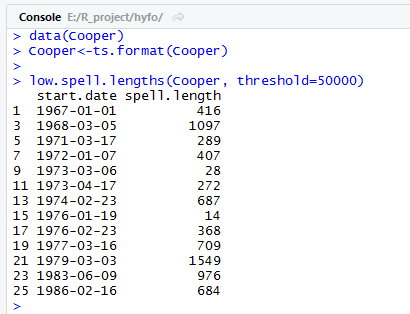 Console E:/R_project/hyfo/
> data(Cooper)
> Cooper<-ts.format(Cooper)
>
> low.spell.lengths(Cooper, threshold=50000)
   start.date spell.length
1  1967-01-01          416
3  1968-03-05         1097
5  1971-03-17          289
7  1972-01-07          407
9  1973-03-06           28
11 1973-04-17          272
13 1974-02-23          687
15 1976-01-19           14
17 1976-02-23          368
19 1977-03-16          709
21 1979-03-03         1549
23 1983-06-09          976
25 1986-02-16          684
>